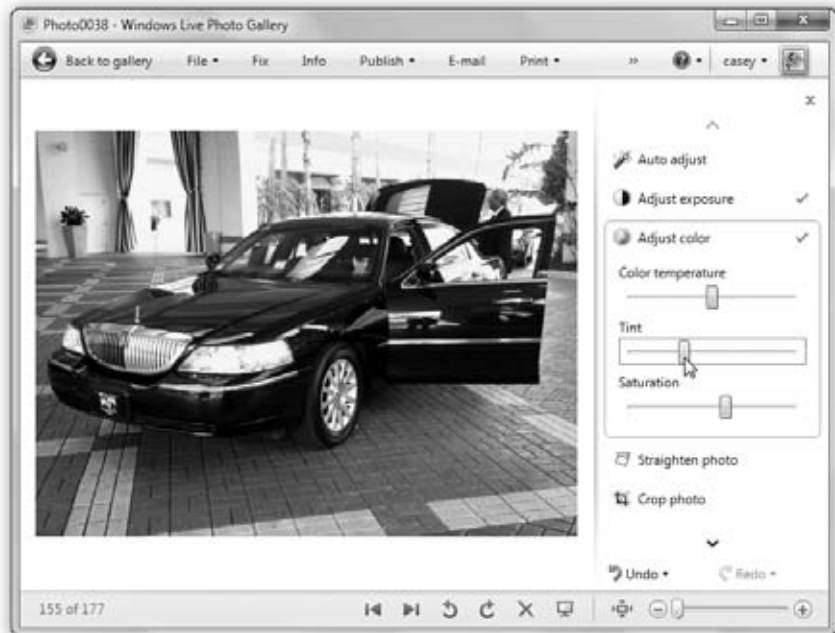 Photo0038 - Windows Live Photo Gallery
Back to gallery File Fix Info Publish E-mail Print » casey
Auto adjust
Adjust exposure
Adjust color
Color temperature
Tint
Saturation
Straighten photo
Crop photo
Undo Redo
155 of 177